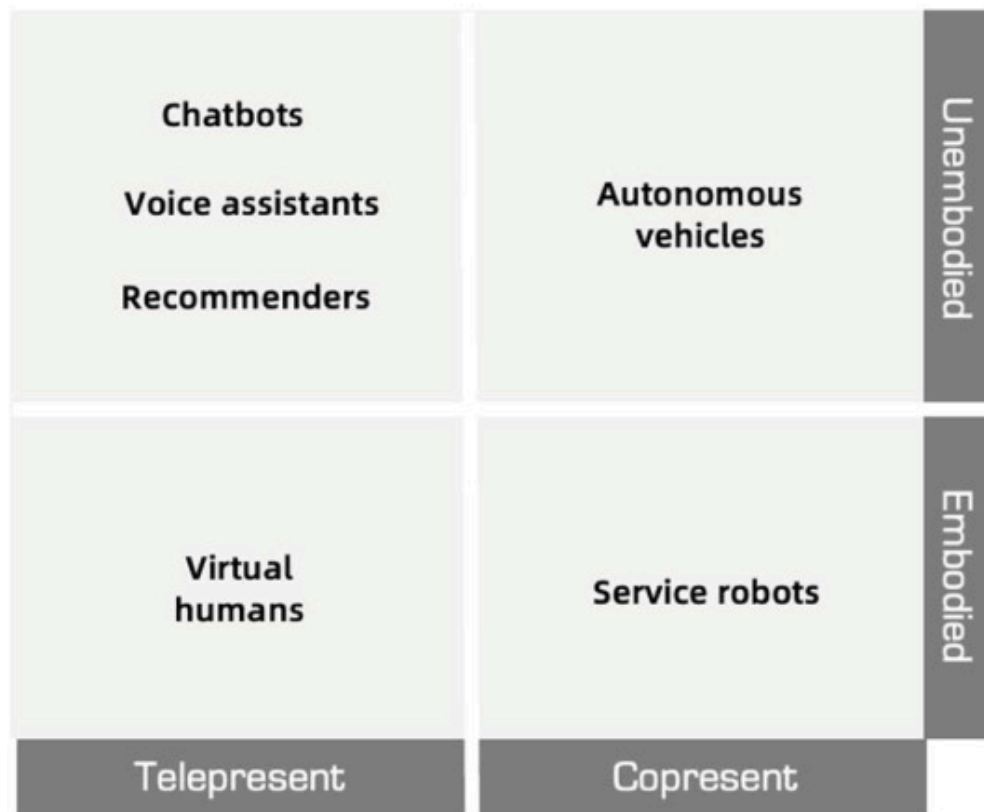 Chatbots
Voice assistants
Recommenders
Autonomous
vehicles
Unembodied
Virtual
humans
Service robots
Embodied
Telepresent
Copresent